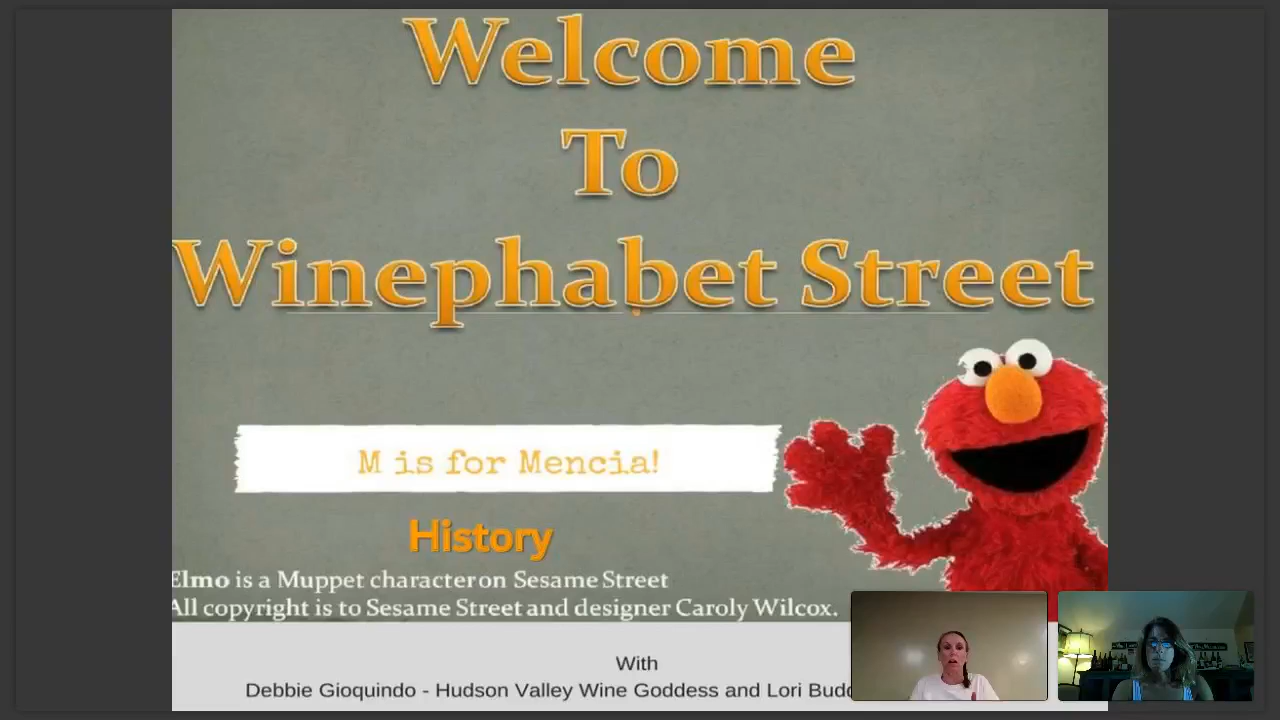 Welcome
To
Winephabet Street
M is for Mencia!
History
Elmo is a Muppet character on Sesame Street
All copyright is to Sesame Street and designer Caroly Wilcox.
With
Debbie Gioquindo - Hudson Valley Wine Goddess and Lori